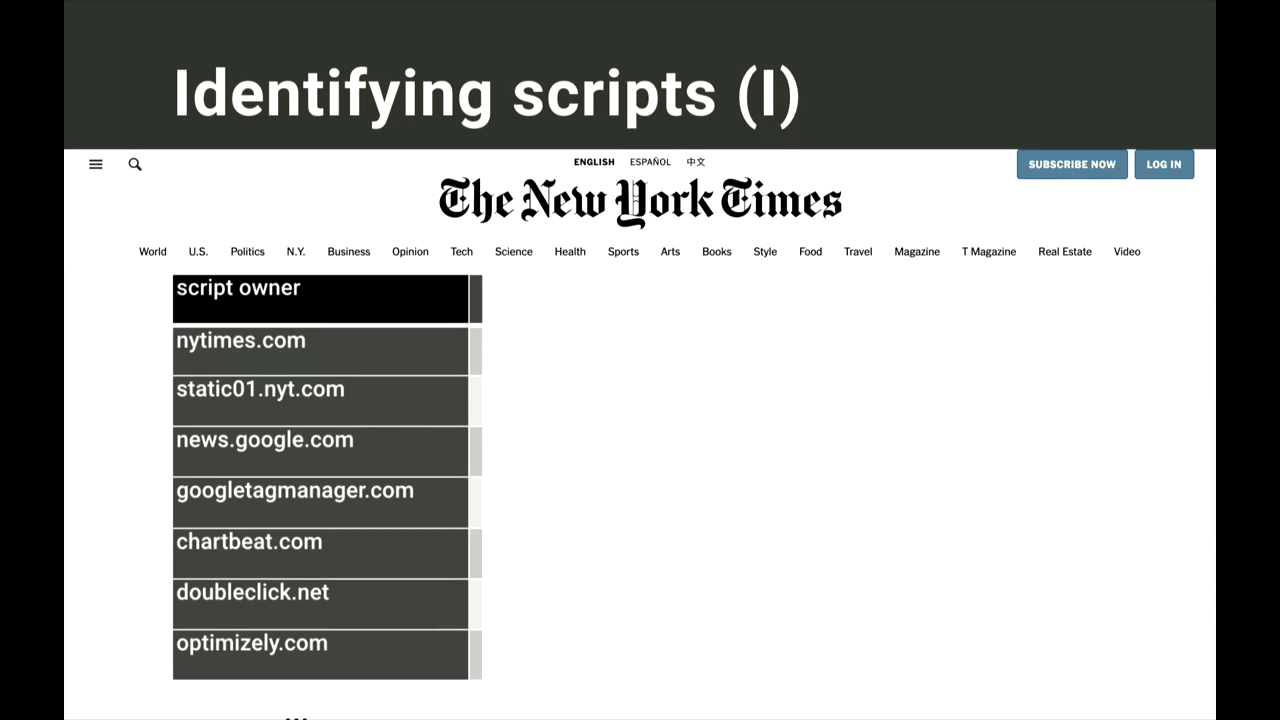 Identifying scripts (I)
ENGLISH ESPAÑOL 中文
SUBSCRIBE NOW LOG IN
The New York Times
World U.S. Politics N.Y. Business Opinion Tech Science Health Sports Arts Books Style Food Travel Magazine T Magazine Real Estate Video
script owner
nytimes.com
static01.nyt.com
news.google.com
googletagmanager.com
chartbeat.com
doubleclick.net
optimizely.com
...